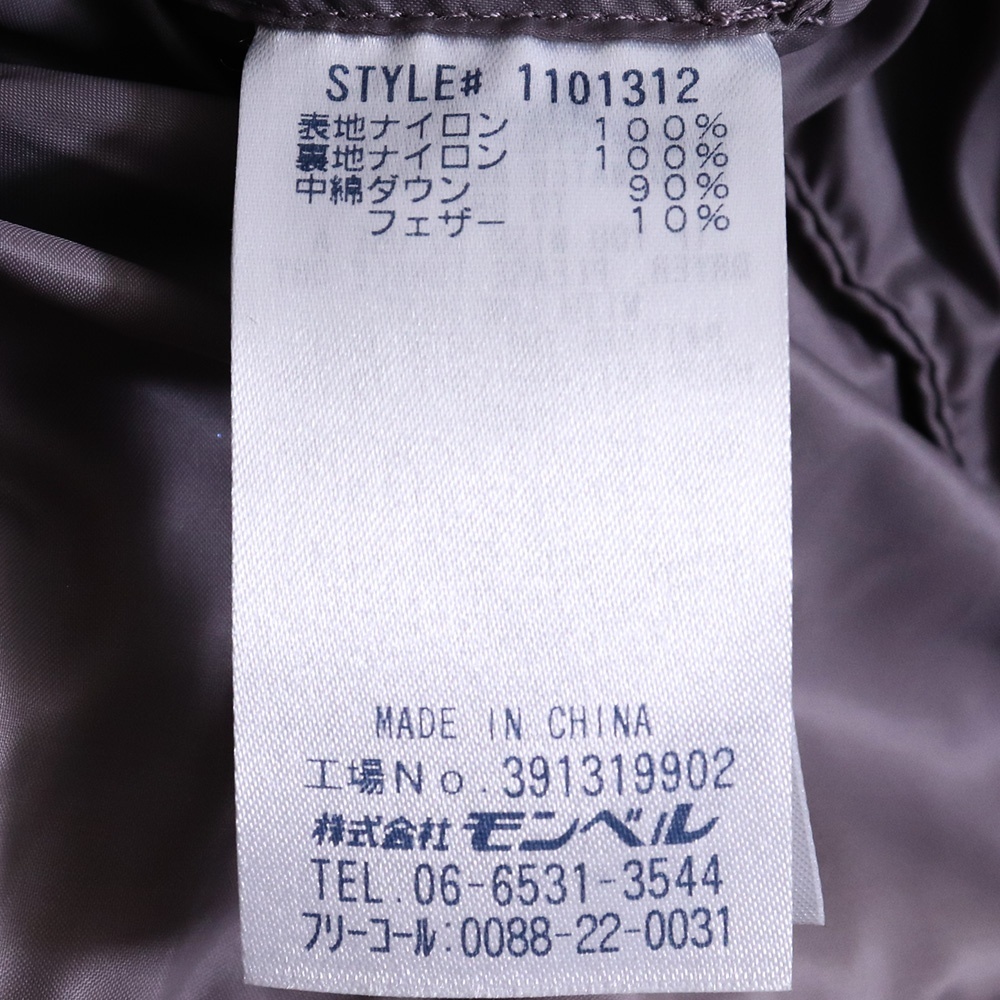 STYLE# 1101312
表地ナイロン 100%
裏地ナイロン 100%
中綿ダウン 90%
フェザー 10%
MADE IN CHINA
工場No.391319902
株式会社モンベル
TEL.06-6531-3544
フリーコール:0088-22-0031